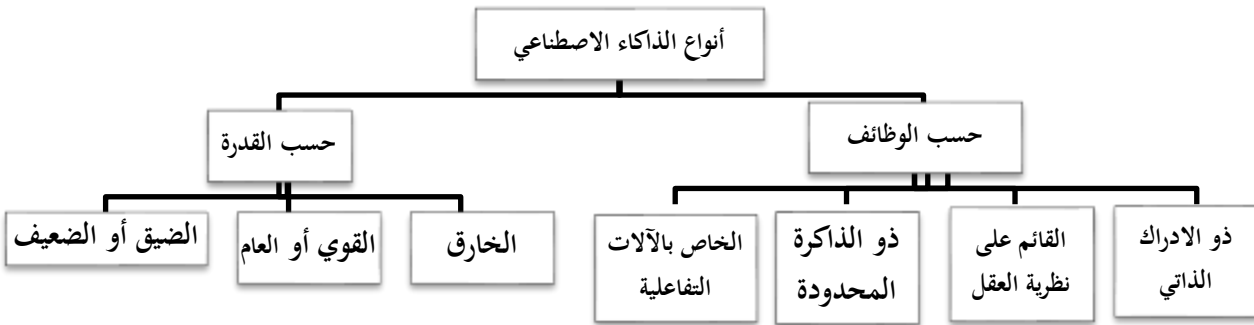 أنواع الذكاء الاصطناعي
حسب الوظائف
حسب القدرة
ذو الادراك
الذاتي
القائم على
نظرية العقل
ذو الذاكرة
المحدودة
الخاص بالآلات
التفاعلية
الخارق
القوي أو العام
الضيق أو الضعيف